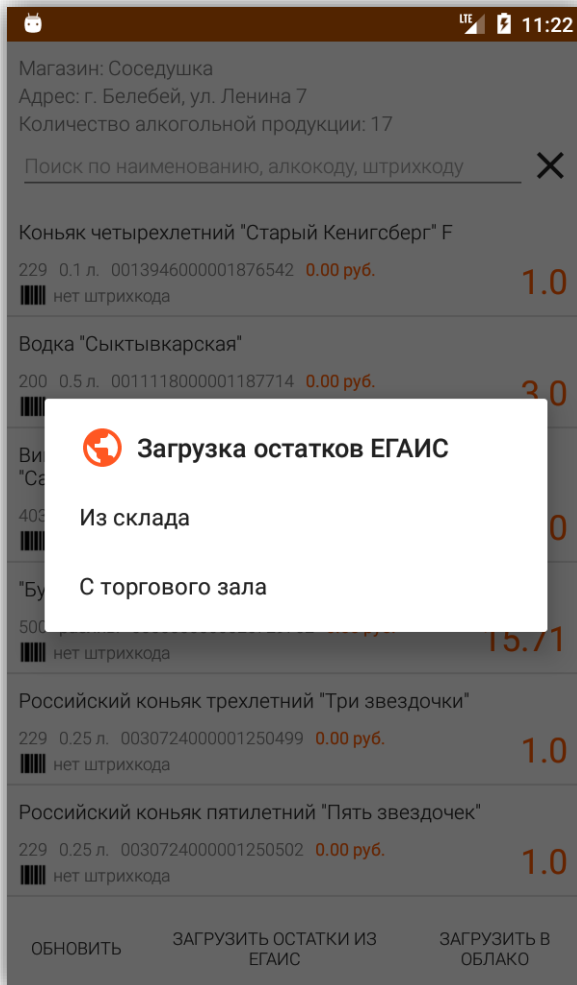 LTE 11:22
Магазин: Соседушка
Адрес: г. Белебей, ул. Ленина 7
Количество алкогольной продукции: 17
Поиск по наименованию, алкокоду, штрихкоду
Коньяк четырехлетний "Старый Кенигсберг" F
229 0.1 л. 0013946000001876542 0.00 руб.
1.0
нет штрихкода
Водка "Сыктывкарская"
200 0.5 л. 0011118000001187714 0.00 руб.
3.0
Загрузка остатков ЕГАИС
Из склада
С торгового зала
403
500
15.71
нет штрихкода
Российский коньяк трехлетний "Три звездочки"
229 0.25 л. 0030724000001250499 0.00 руб.
1.0
нет штрихкода
Российский коньяк пятилетний "Пять звездочек"
229 0.25 л. 0030724000001250502 0.00 руб.
1.0
нет штрихкода
ОБНОВИТЬ
ЗАГРУЗИТЬ ОСТАТКИ ИЗ
ЕГАИС
ЗАГРУЗИТЬ В
ОБЛАКО